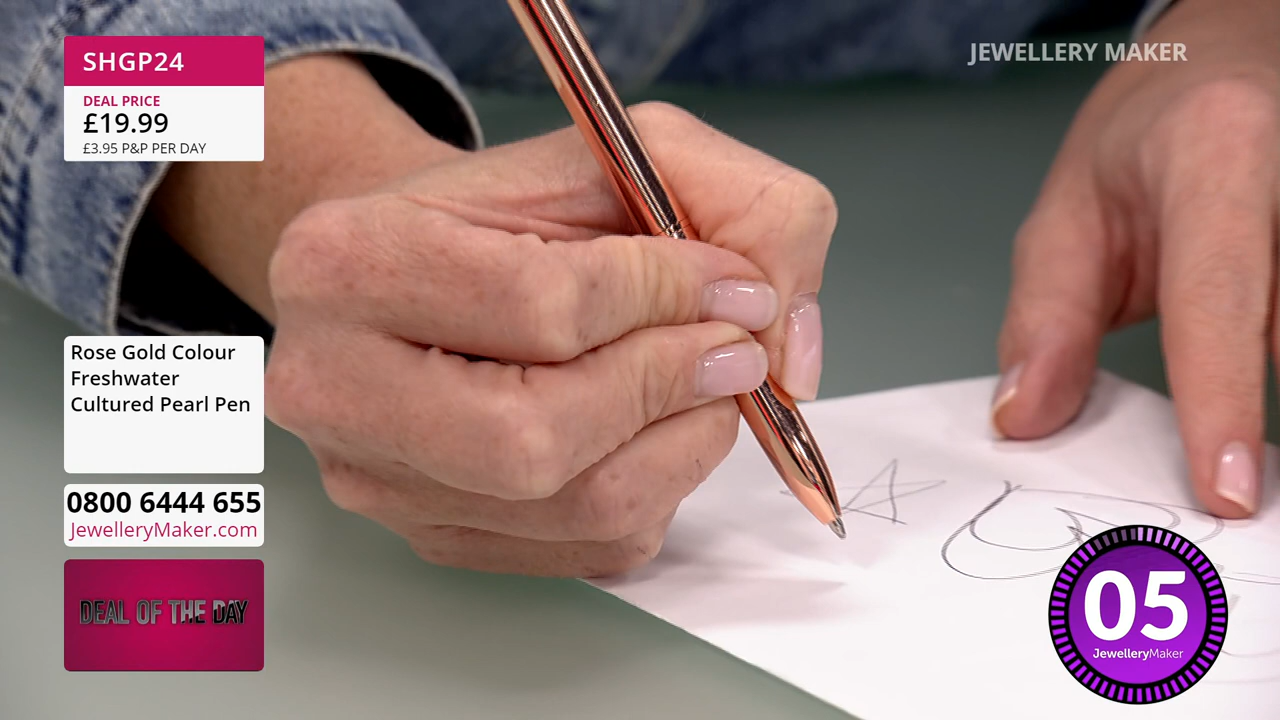 SHGP24
DEAL PRICE
£19.99
£3.95 P&P PER DAY
JEWELLERY MAKER
Rose Gold Colour
Freshwater
Cultured Pearl Pen
0800 6444 655
JewelleryMaker.com
DEAL OF THE DAY
05
JewelleryMaker